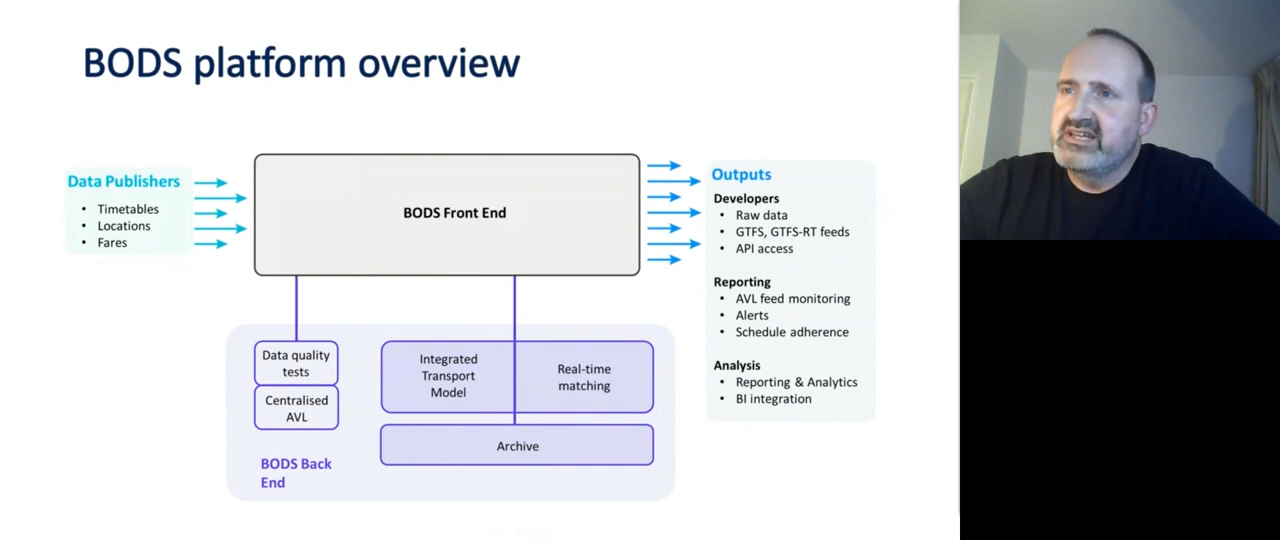 BODS platform overview
Data Publishers
• Timetables
• Locations
• Fares
BODS Front End
Outputs
Developers
• Raw data
• GTFS, GTFS-RT feeds
• API access
Reporting
• AVL feed monitoring
• Alerts
• Schedule adherence
Analysis
• Reporting & Analytics
• BI integration
Data quality
tests
Centralised
AVL
BODS Back
End
Integrated
Transport
Model
Real-time
matching
Archive